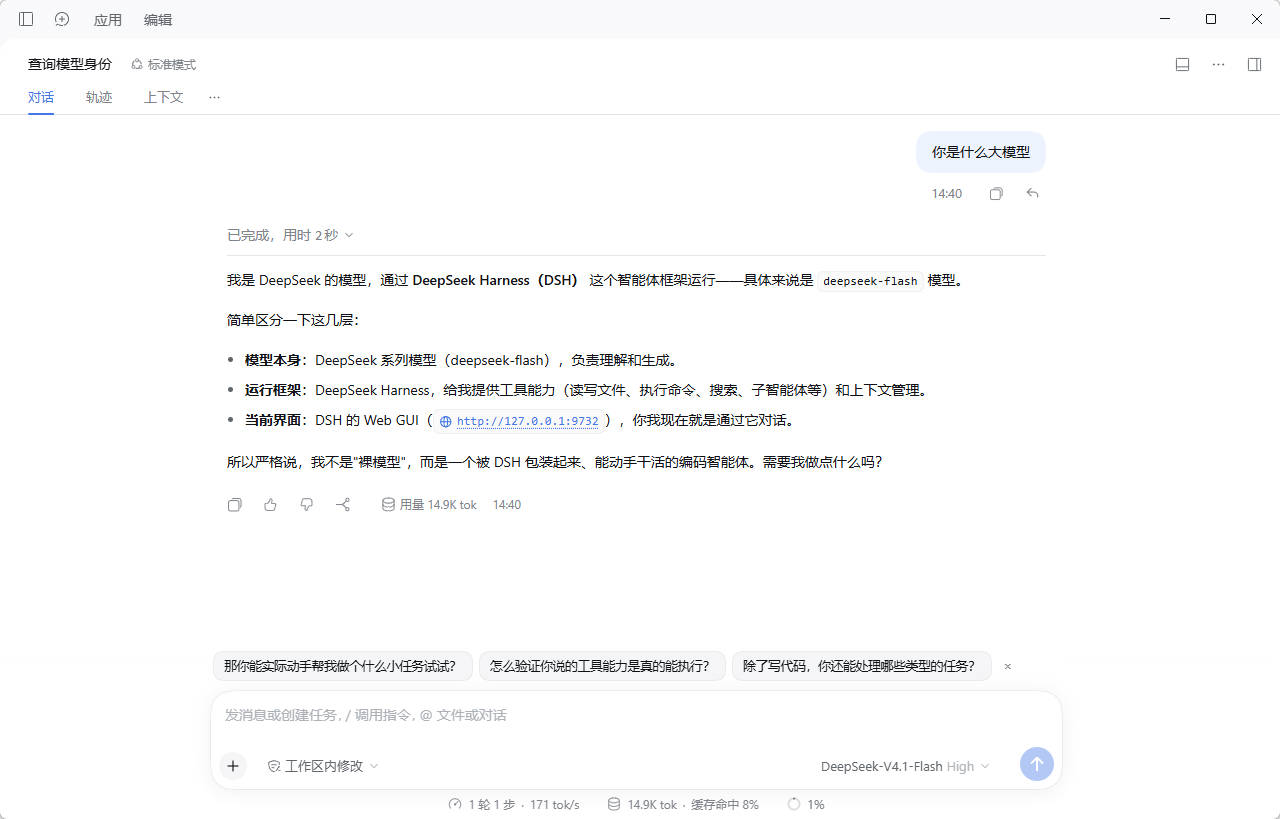 应用 编辑
查询模型身份 标准模式
对话 轨迹 上下文 ···
你是什么大模型
14:40
已完成，用时 2 秒
我是 DeepSeek 的模型，通过 DeepSeek Harness（DSH） 这个智能体框架运行——具体来说是 deepseek-flash 模型。
简单区分一下这几层：
• 模型本身：DeepSeek 系列模型（deepseek-flash），负责理解和生成。
• 运行框架：DeepSeek Harness，给我提供工具能力（读写文件、执行命令、搜索、子智能体等）和上下文管理。
• 当前界面：DSH 的 Web GUI（ http://127.0.0.1:9732 ），你我现在就是通过它对话。
所以严格说，我不是"裸模型"，而是一个被 DSH 包装起来、能动手干活的编码智能体。需要我做点什么吗？
用量 14.9K tok 14:40
那你能实际动手帮我做个什么小任务试试？ 怎么验证你说的工具能力是真的能执行？ 除了写代码，你还能处理哪些类型的任务？ ×
发消息或创建任务, / 调用指令, @ 文件或对话
工作区内修改 DeepSeek-V4.1-Flash High
1 轮 1 步 · 171 tok/s 14.9K tok · 缓存命中 8% 1%